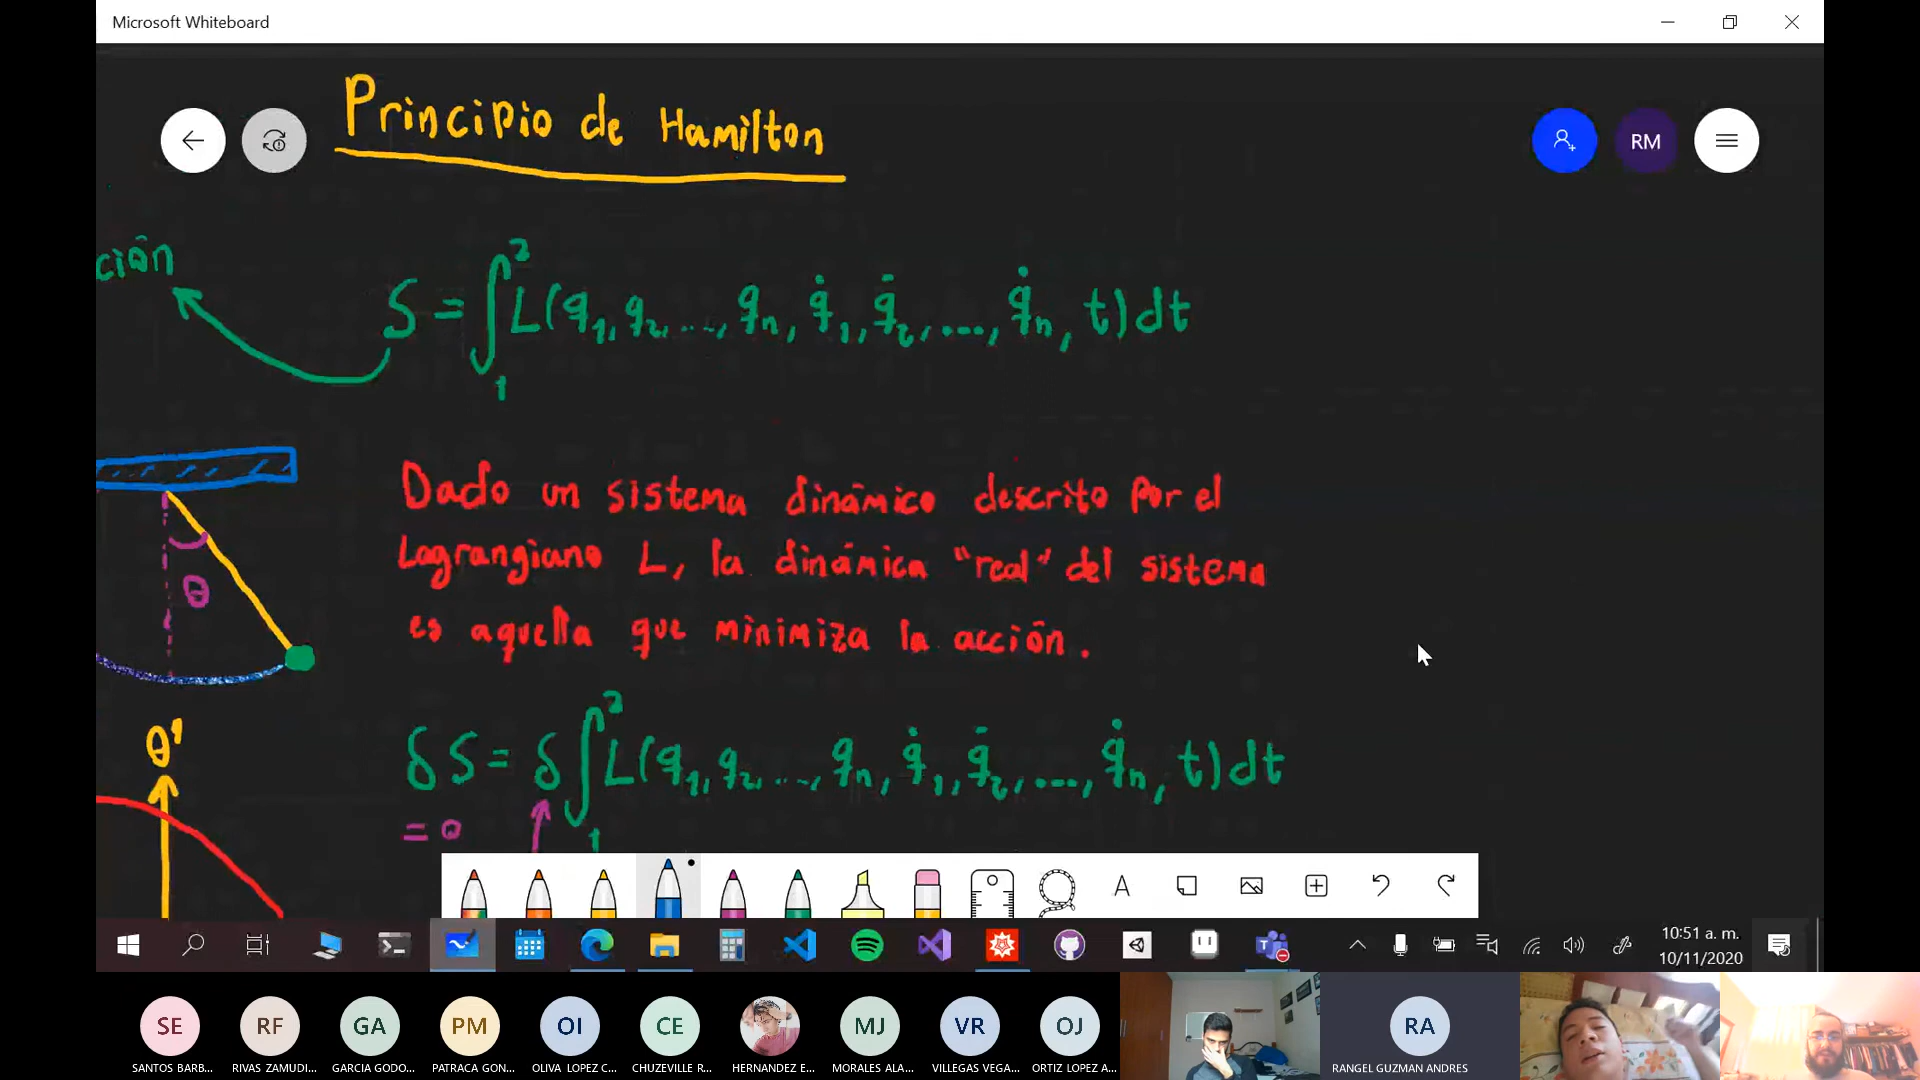 Microsoft Whiteboard
Principio de Hamilton
RM
ción
S = ∫₁² L(q₁, q₂, ..., qₙ, q̇₁, q̇₂, ..., q̇ₙ, t) dt
Dado un sistema dinámico descrito por el
Lagrangiano L, la dinámica "real" del sistema
es aquella que minimiza la acción.
θ
θ'
δS = δ∫₁² L(q₁, q₂, ..., qₙ, q̇₁, q̇₂, ..., q̇ₙ, t) dt
= 0
A
10:51 a. m.
10/11/2020
SE
RF
GA
PM
OI
CE
MJ
VR
OJ
RA
SANTOS BARB...
RIVAS ZAMUDI...
GARCIA GODO...
PATRACA GON...
OLIVA LOPEZ C...
CHUZEVILLE R...
HERNANDEZ E...
MORALES ALA...
VILLEGAS VEGA...
ORTIZ LOPEZ A...
RANGEL GUZMAN ANDRES